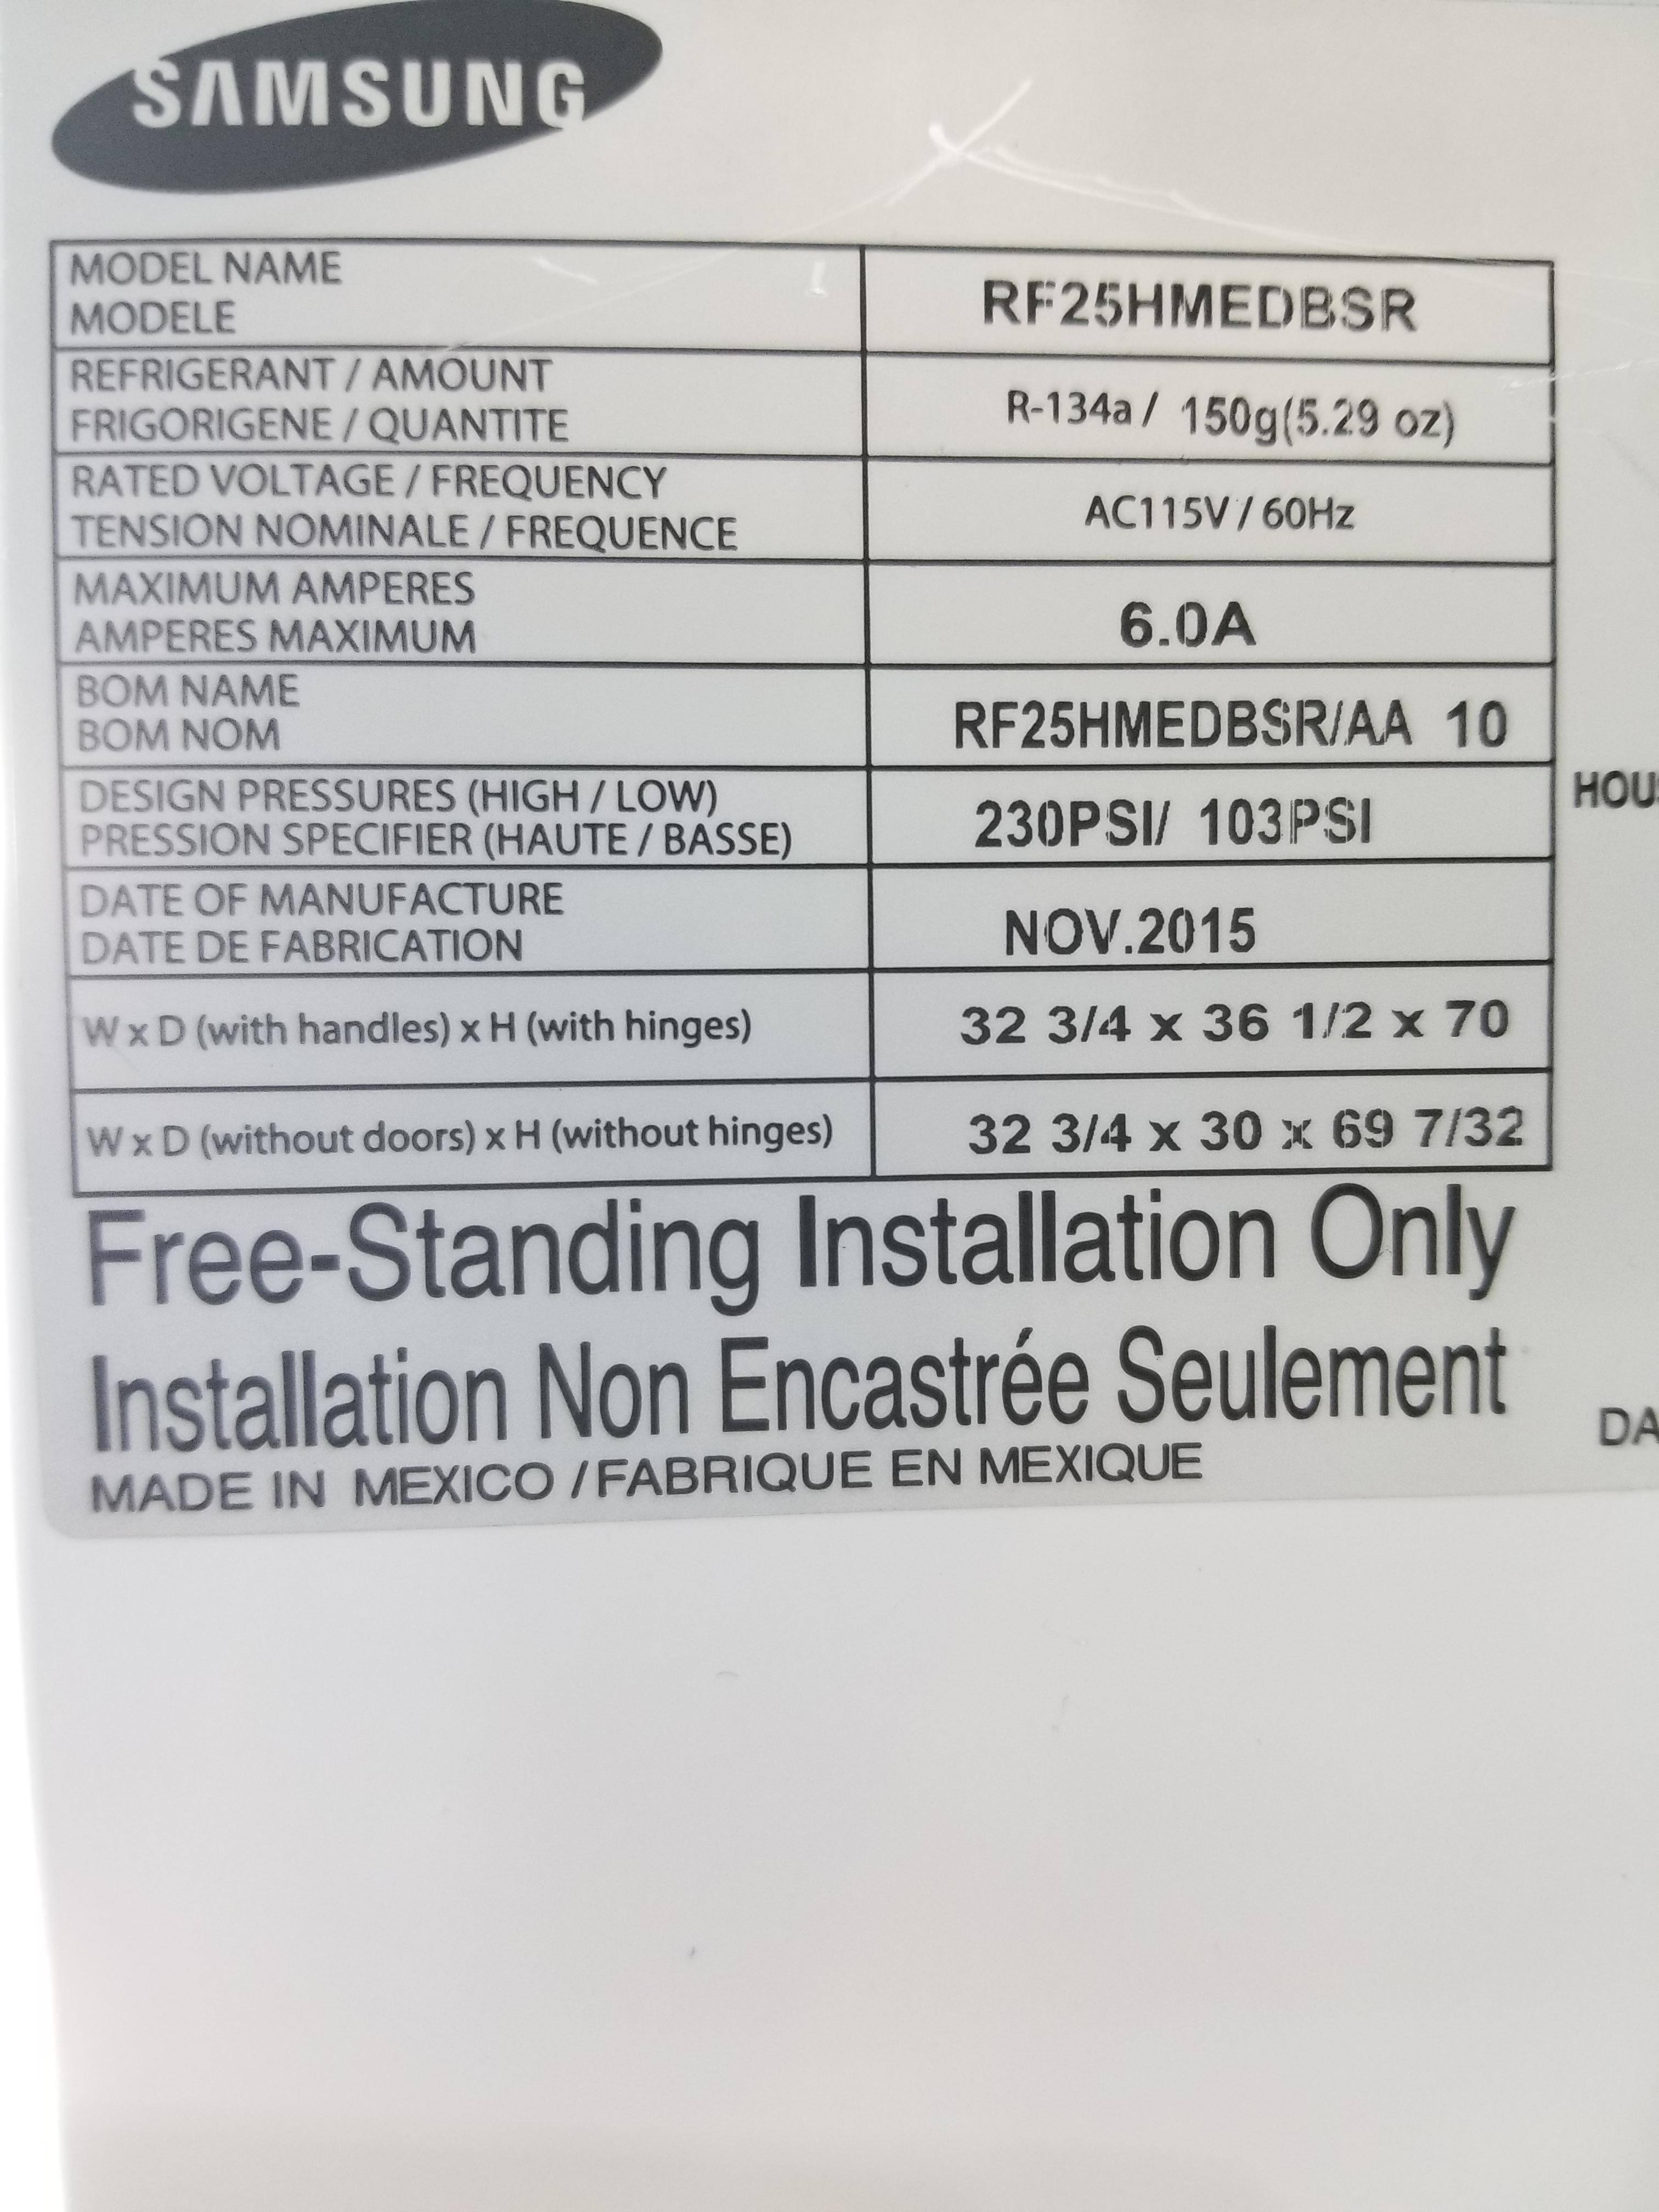 SAMSUNG
MODEL NAME
MODELE
RF25HMEDBSR
REFRIGERANT / AMOUNT
FRIGORIGENE / QUANTITE
R-134a / 150g(5.29 oz)
RATED VOLTAGE / FREQUENCY
TENSION NOMINALE / FREQUENCE
AC115V / 60Hz
MAXIMUM AMPERES
AMPERES MAXIMUM
6.0A
BOM NAME
BOM NOM
RF25HMEDBSR/AA 10
DESIGN PRESSURES (HIGH / LOW)
PRESSION SPECIFIER (HAUTE / BASSE)
230PSI/ 103PSI
DATE OF MANUFACTURE
DATE DE FABRICATION
NOV.2015
W x D (with handles) x H (with hinges)
32 3/4 x 36 1/2 x 70
W x D (without doors) x H (without hinges)
32 3/4 x 30 x 69 7/32
Free-Standing Installation Only
Installation Non Encastrée Seulement
MADE IN MEXICO / FABRIQUE EN MEXIQUE